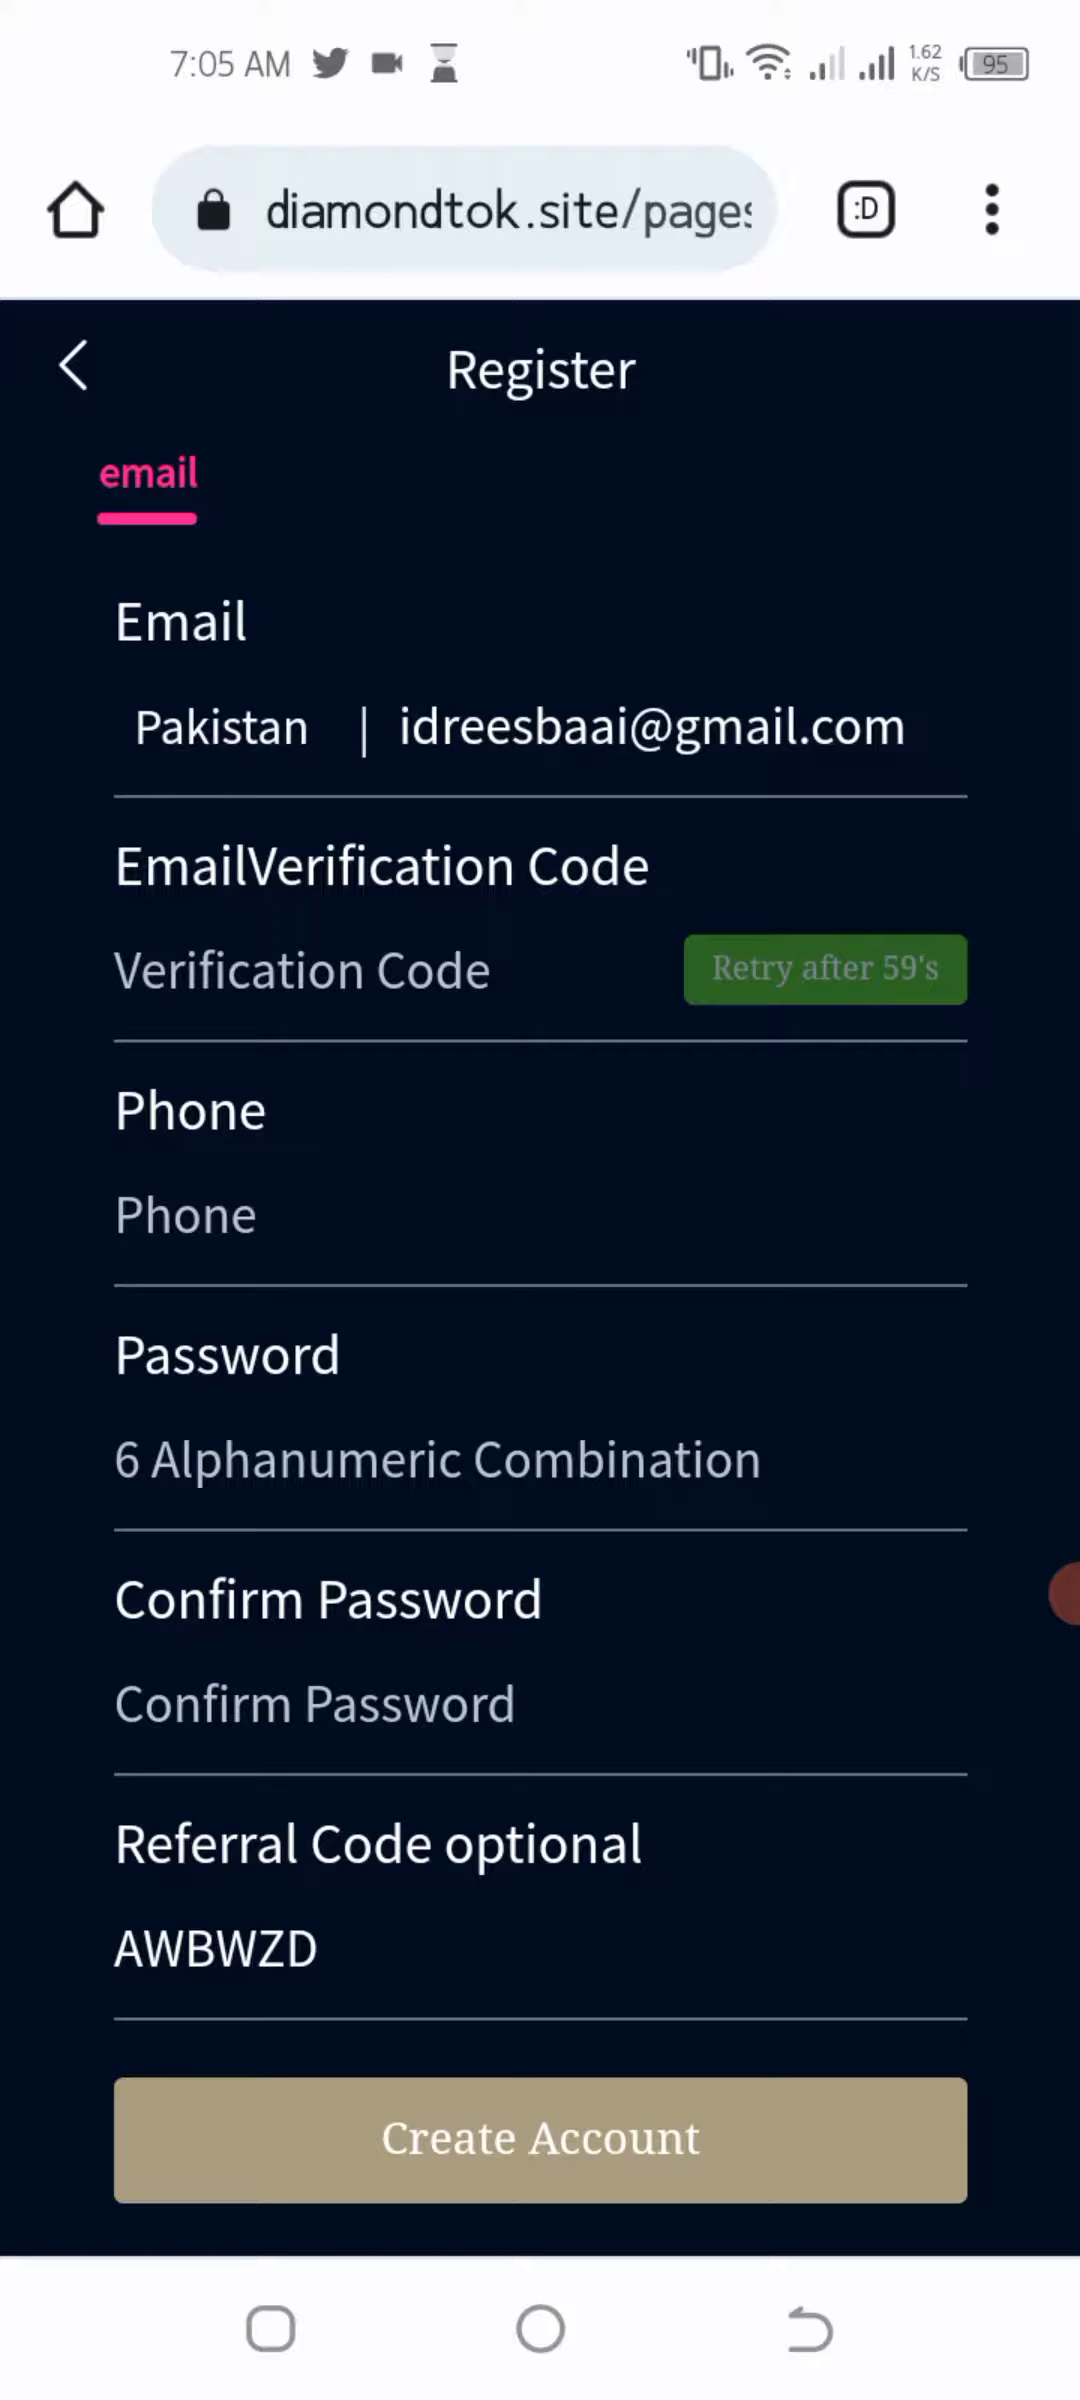 7:05 AM
1.62
K/S
95
diamondtok.site/pages
:D
Register
email
Email
Pakistan | idreesbaai@gmail.com
EmailVerification Code
Verification Code
Retry after 59's
Phone
Phone
Password
6 Alphanumeric Combination
Confirm Password
Confirm Password
Referral Code optional
AWBWZD
Create Account